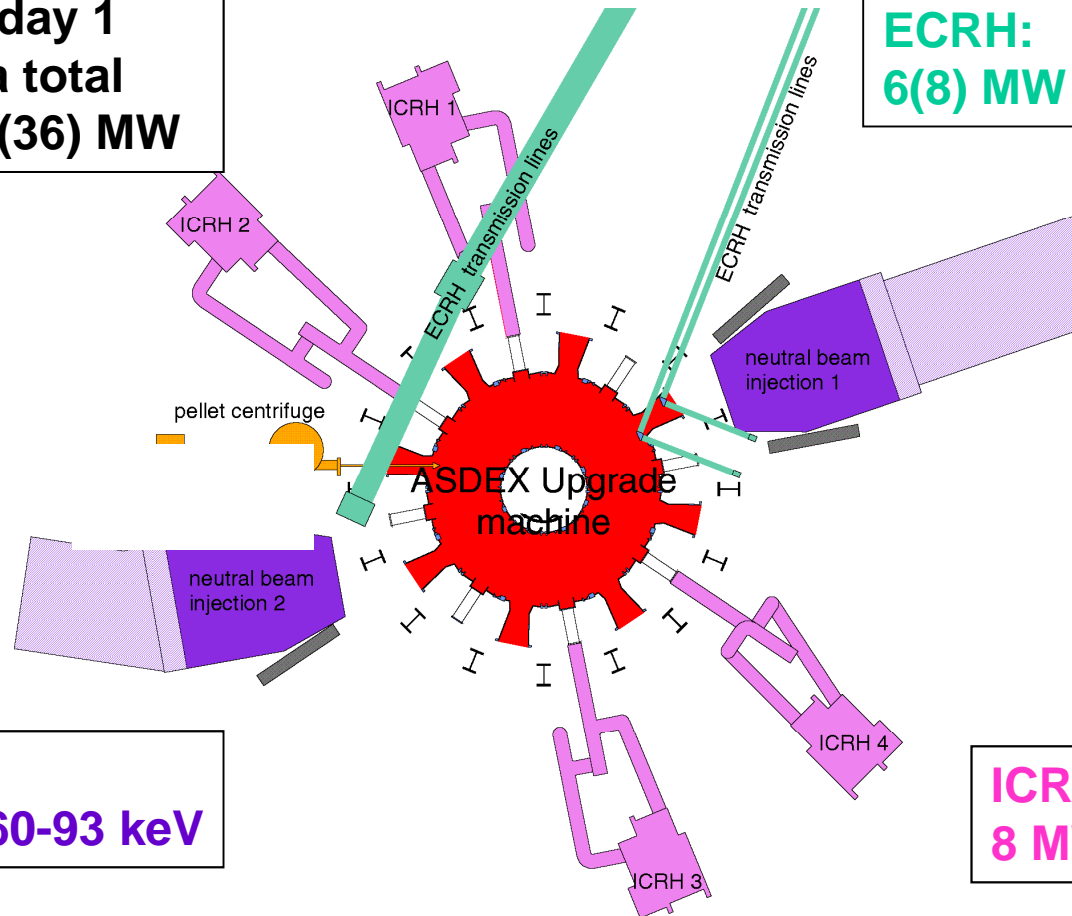 day 1
a total
(36) MW
ECRH:
6(8) MW
ICRH 1
ECRH transmission lines
ECRH transmission lines
ICRH 2
neutral beam
injection 1
pellet centrifuge
ASDEX Upgrade
machine
neutral beam
injection 2
ICRH 4
60-93 keV
ICR
8 M
ICRH 3